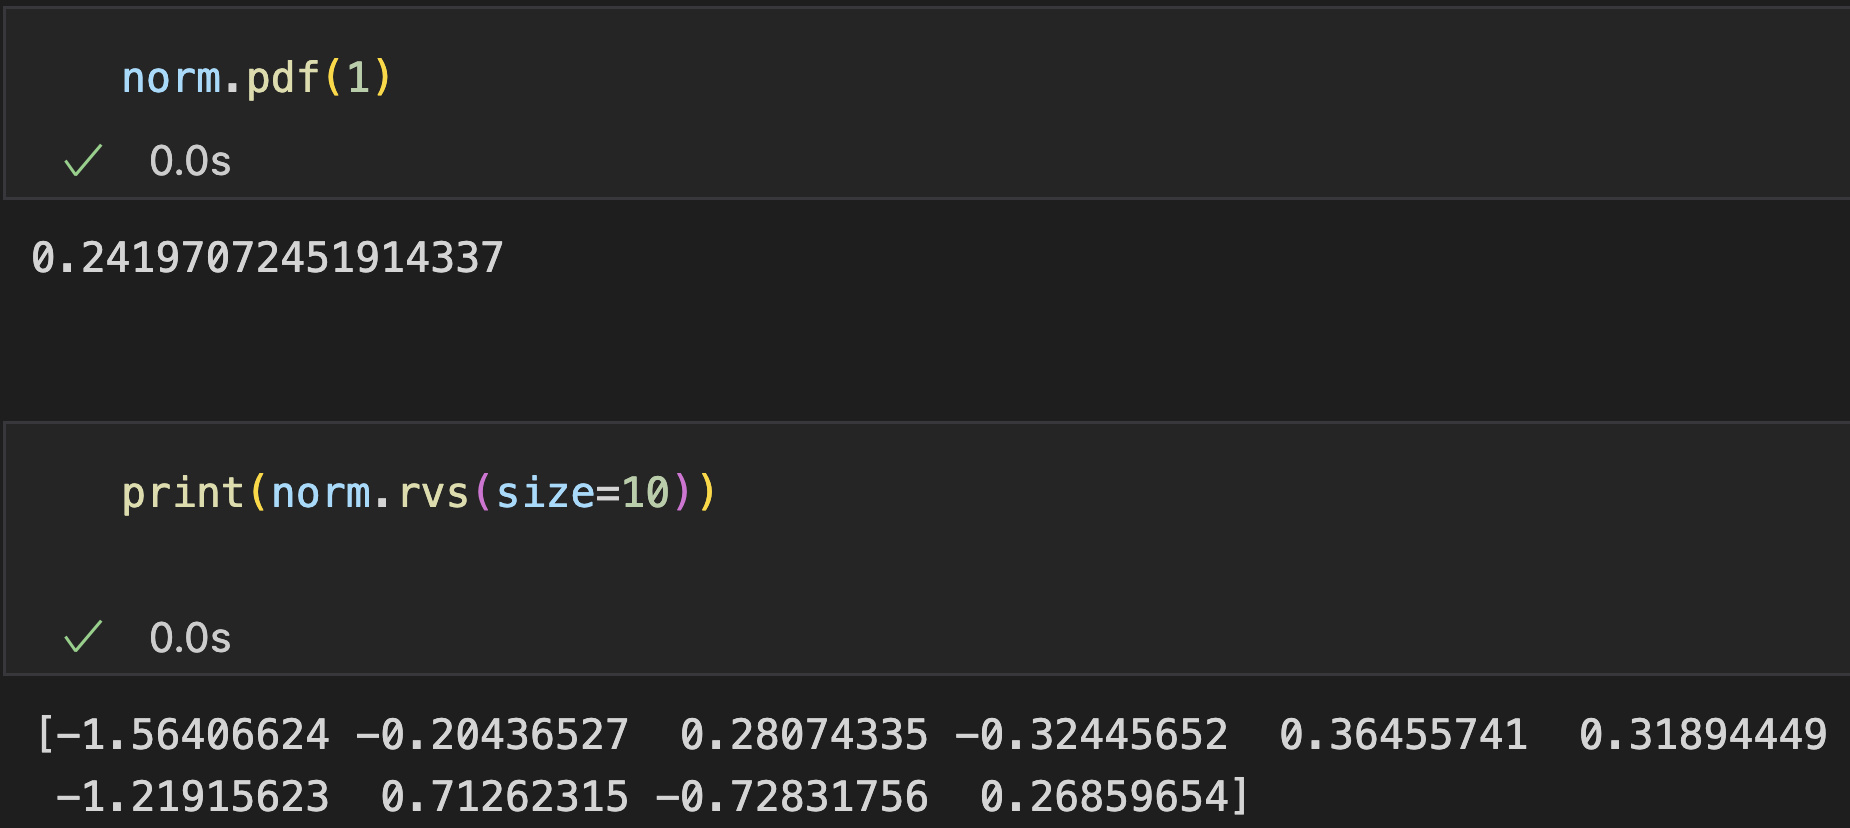 norm.pdf(1)
0.0s
0.24197072451914337
print(norm.rvs(size=10))
0.0s
[-1.56406624 -0.20436527  0.28074335 -0.32445652  0.36455741  0.31894449
 -1.21915623  0.71262315 -0.72831756  0.26859654]